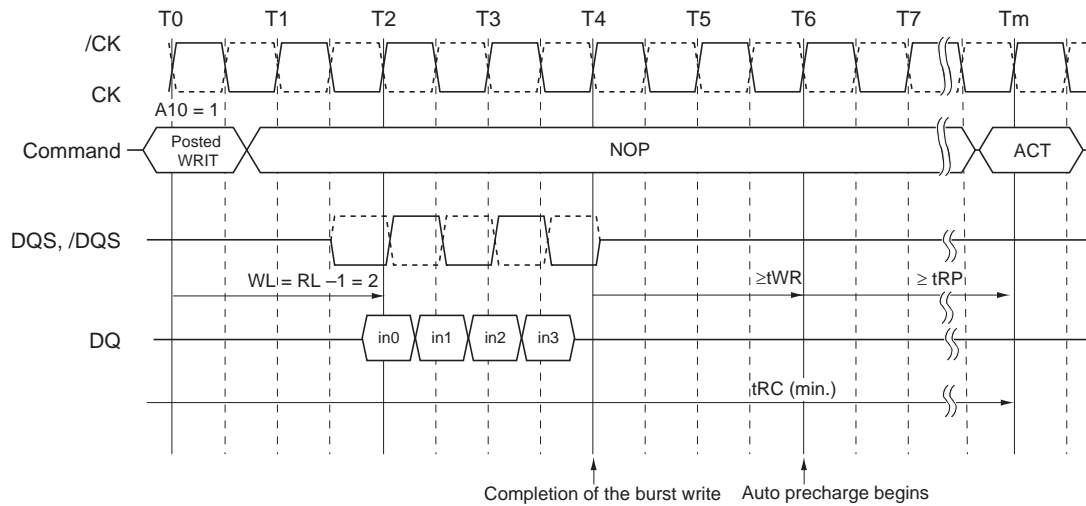 T0 T1 T2 T3 T4 T5 T6 T7 Tm
/CK
CK
A10 = 1
Command
Posted
WRIT
NOP
ACT
DQS, /DQS
WL = RL –1 = 2
≥tWR
≥ tRP
DQ
in0 in1 in2 in3
tRC (min.)
Completion of the burst write
Auto precharge begins